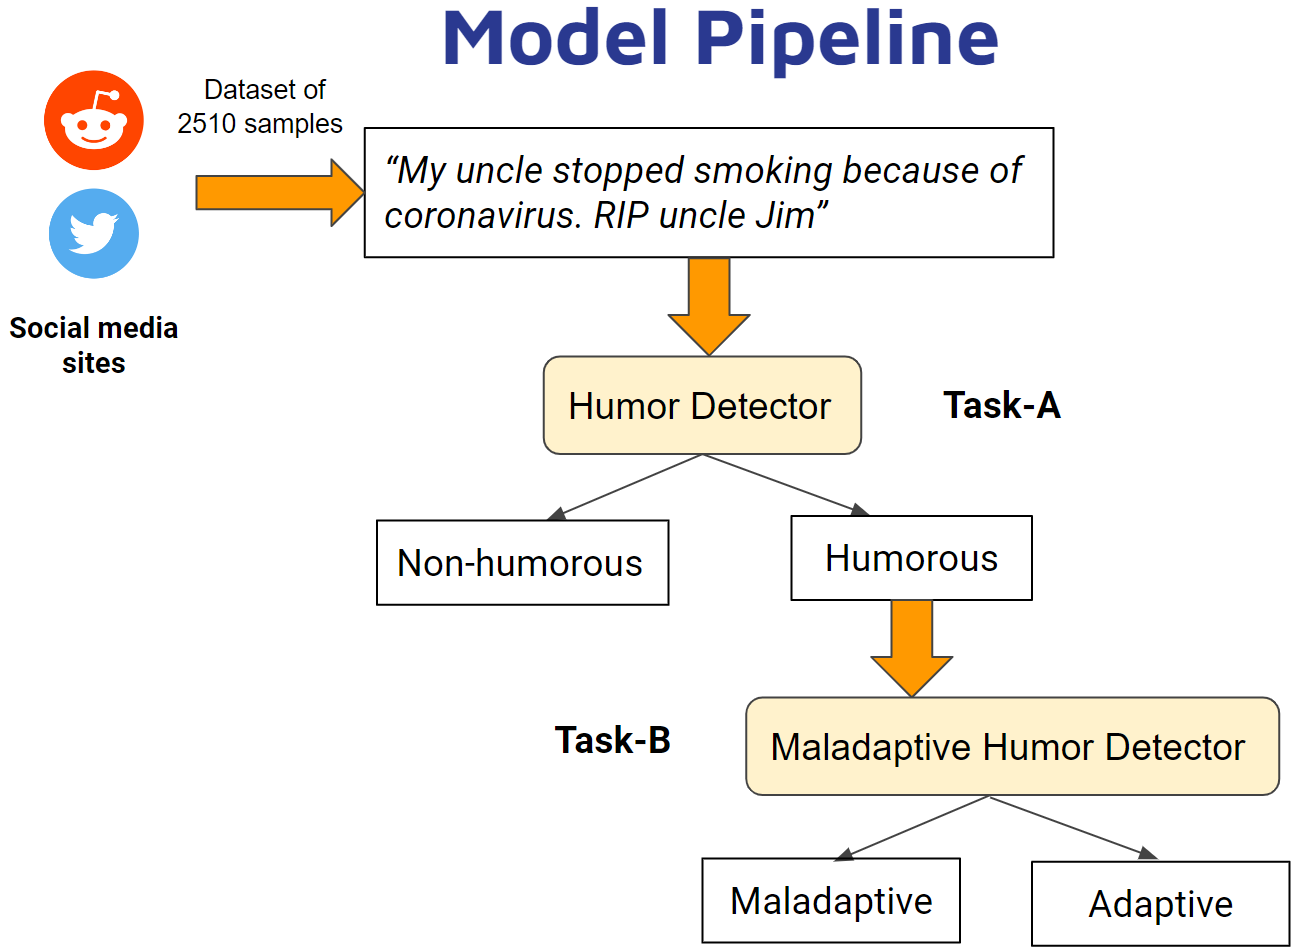 Model Pipeline
Dataset of
2510 samples
“My uncle stopped smoking because of
coronavirus. RIP uncle Jim”
Social media
sites
Humor Detector
Task-A
Non-humorous
Humorous
Task-B
Maladaptive Humor Detector
Maladaptive
Adaptive